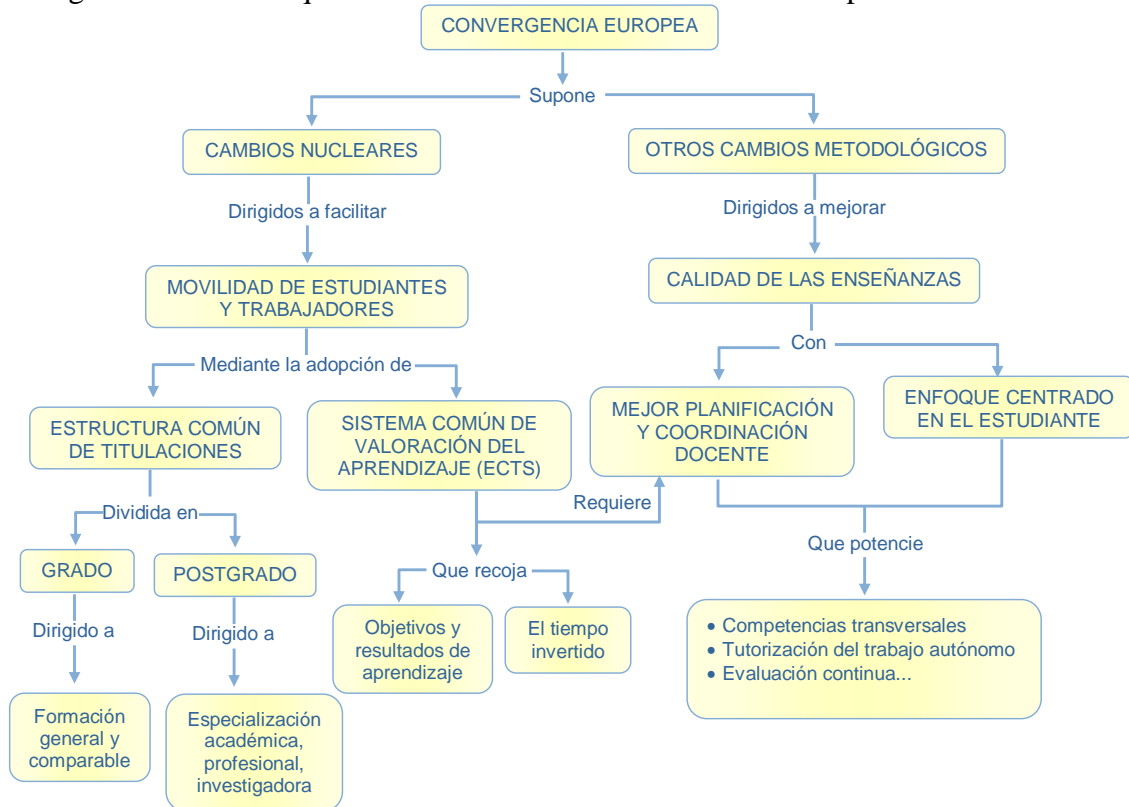 CONVERGENCIA EUROPEA
Supone
CAMBIOS NUCLEARES
OTROS CAMBIOS METODOLÓGICOS
Dirigidos a facilitar
Dirigidos a mejorar
MOVILIDAD DE ESTUDIANTES
Y TRABAJADORES
CALIDAD DE LAS ENSEÑANZAS
Mediante la adopción de
Con
ESTRUCTURA COMÚN
DE TITULACIONES
SISTEMA COMÚN DE
VALORACIÓN DEL
APRENDIZAJE (ECTS)
MEJOR PLANIFICACIÓN
Y COORDINACIÓN
DOCENTE
ENFOQUE CENTRADO
EN EL ESTUDIANTE
Dividida en
Requiere
GRADO
POSTGRADO
Que recoja
Que potencie
Dirigido a
Dirigido a
Objetivos y
resultados de
aprendizaje
El tiempo
invertido
• Competencias transversales
• Tutorización del trabajo autónomo
• Evaluación continua...
Formación
general y
comparable
Especialización
académica,
profesional,
investigadora